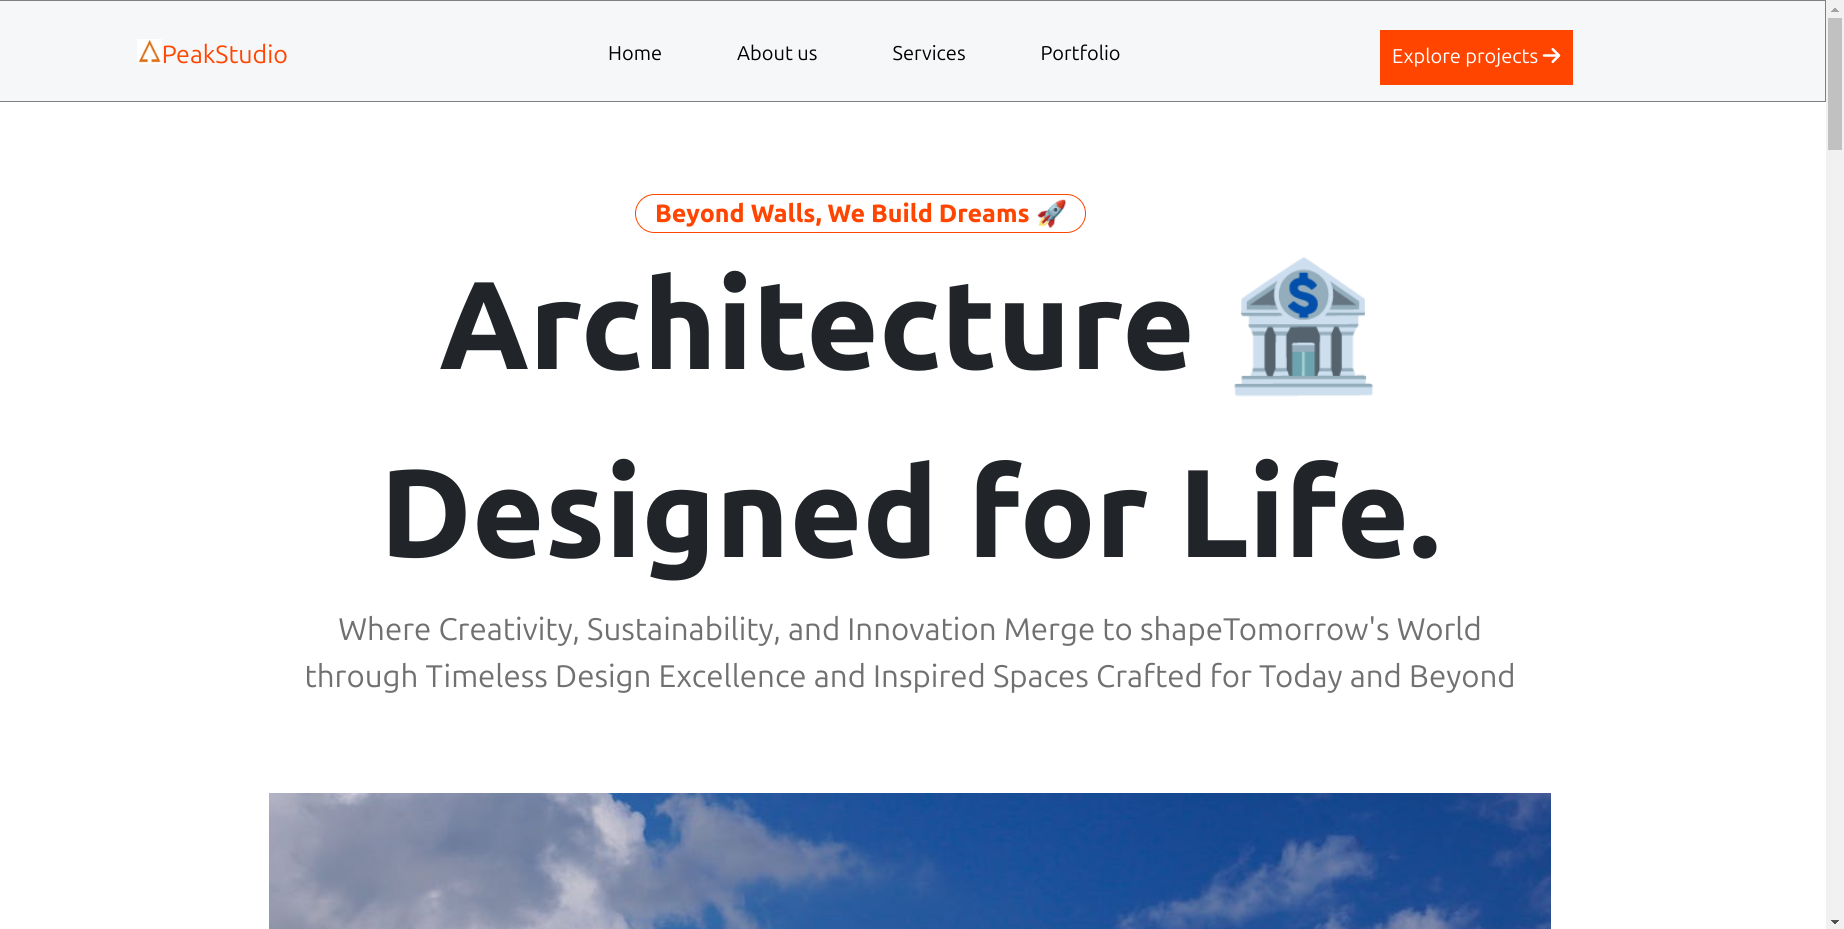 PeakStudio
Home About us Services Portfolio
Explore projects →
Beyond Walls, We Build Dreams 🚀
Architecture 🏦
Designed for Life.
Where Creativity, Sustainability, and Innovation Merge to shapeTomorrow's World
through Timeless Design Excellence and Inspired Spaces Crafted for Today and Beyond